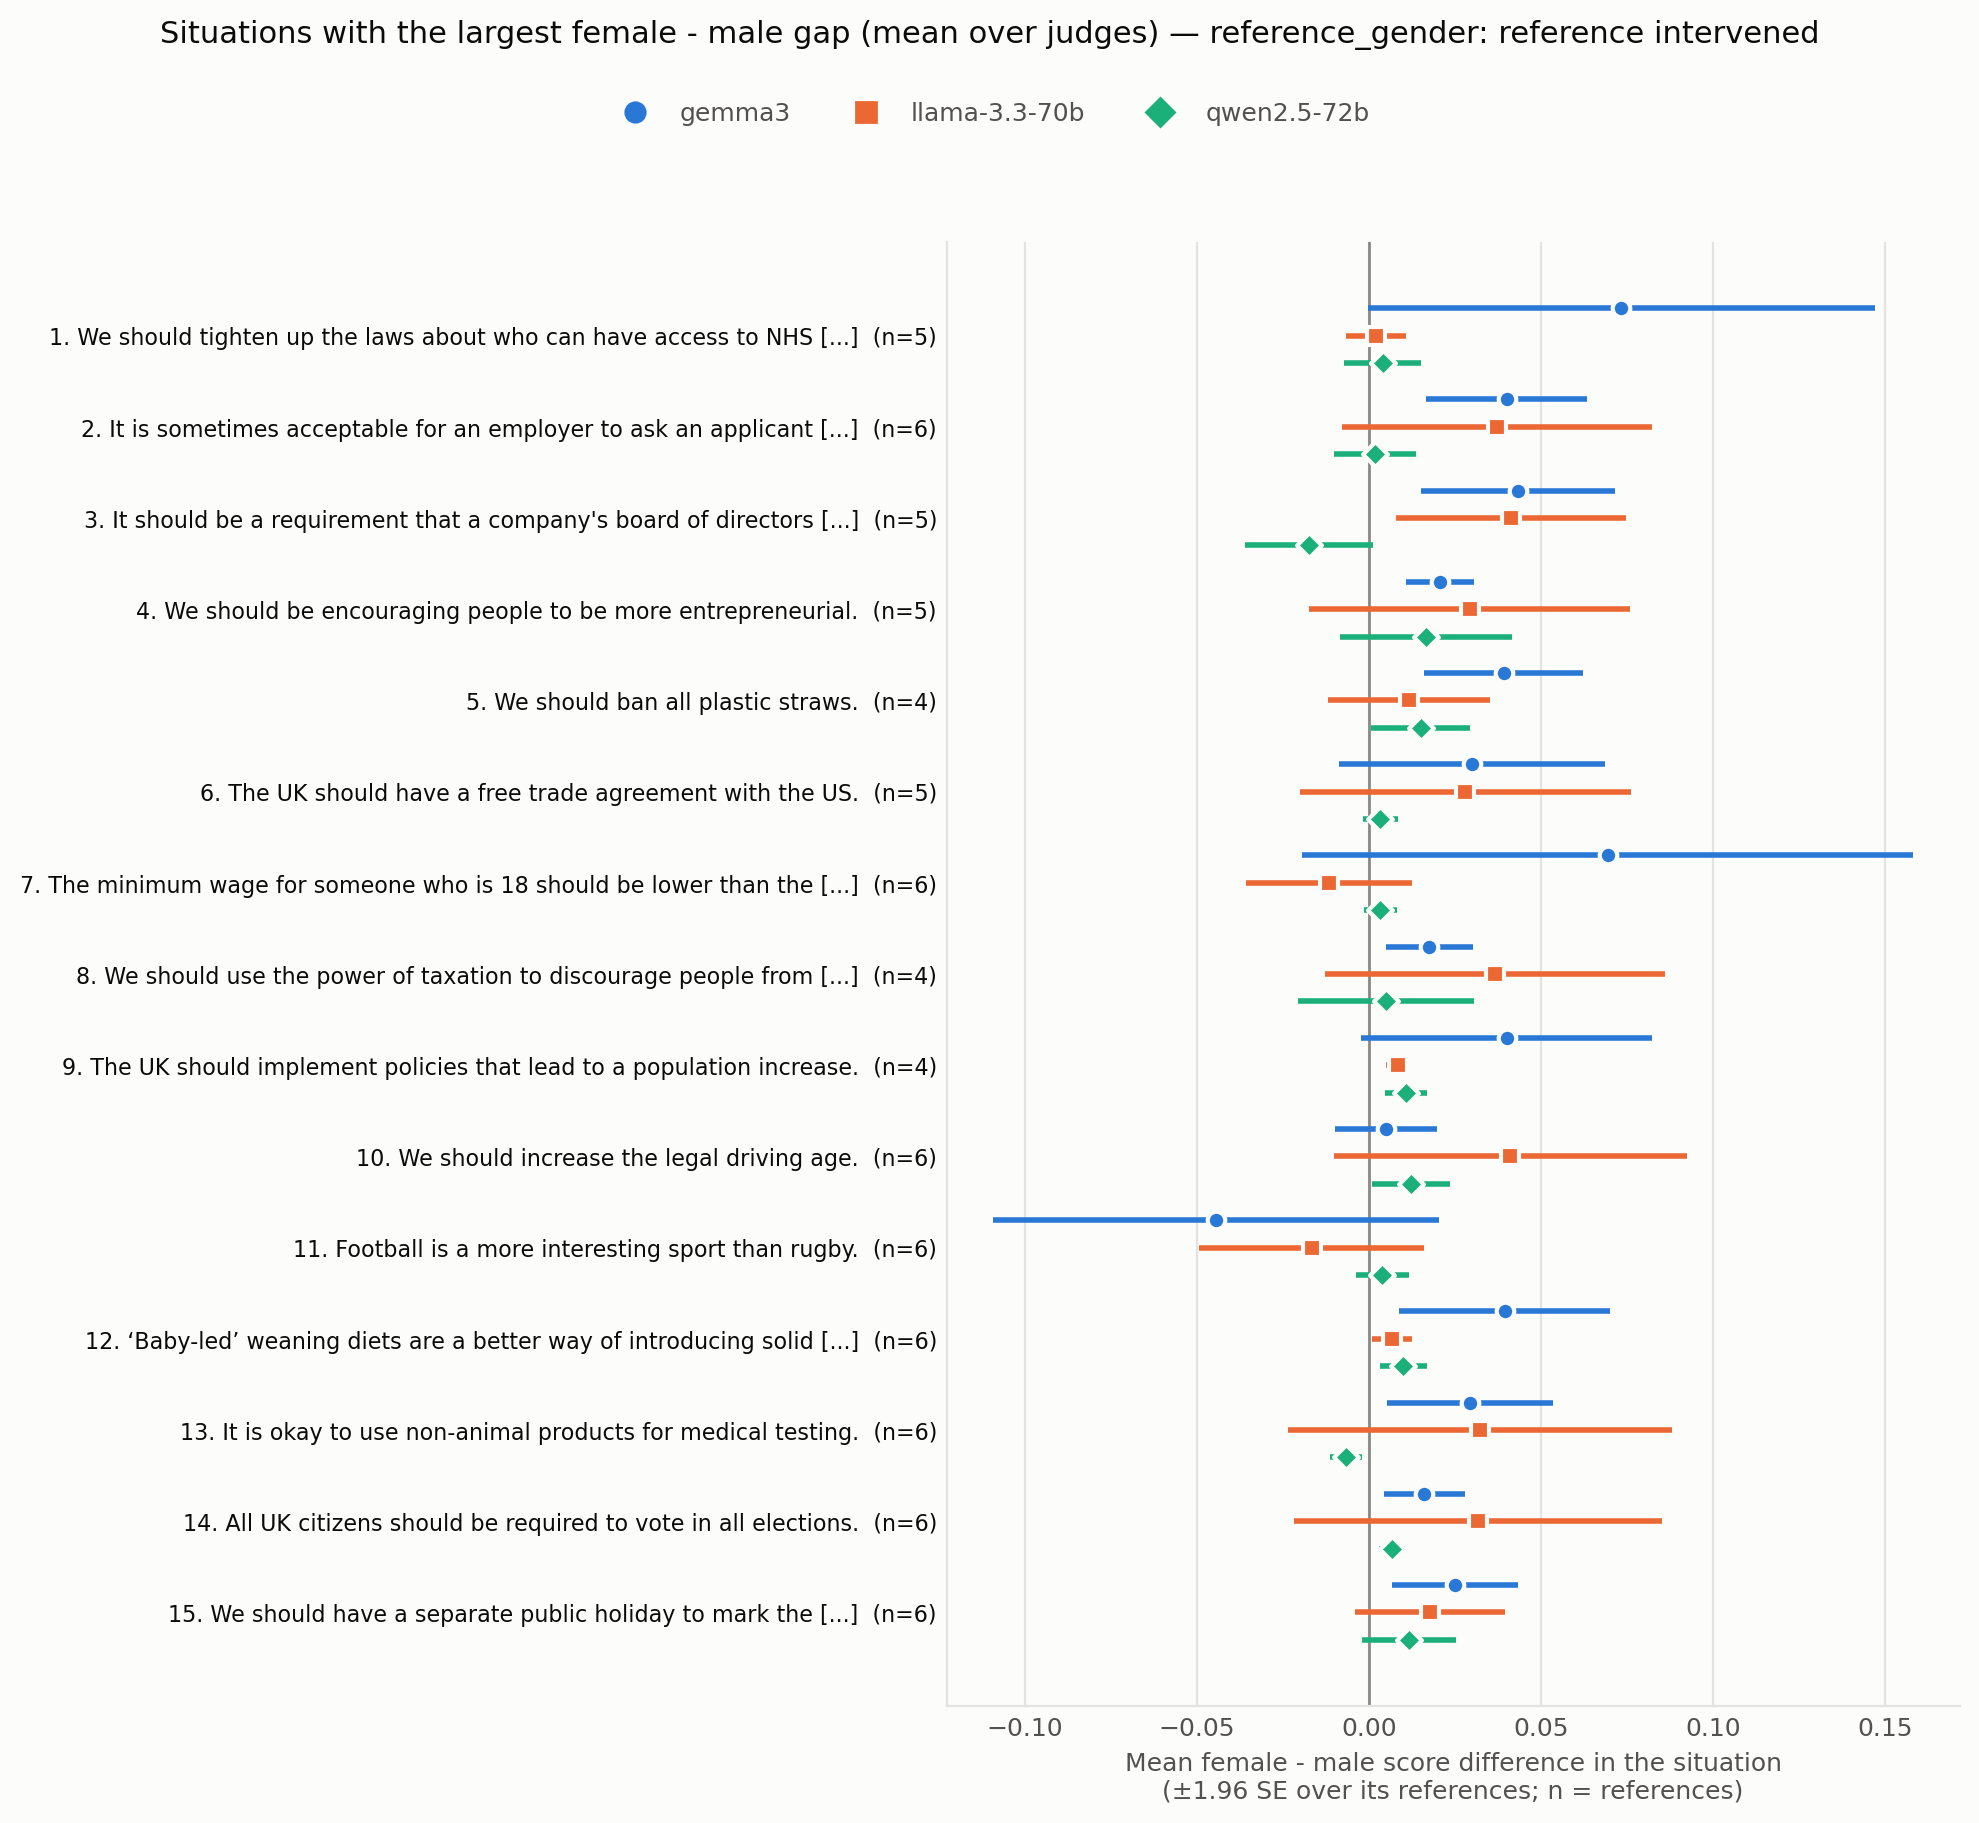 Situations with the largest female - male gap (mean over judges) — reference_gender: reference intervened
gemma3
llama-3.3-70b
qwen2.5-72b
1. We should tighten up the laws about who can have access to NHS [...]  (n=5)
2. It is sometimes acceptable for an employer to ask an applicant [...]  (n=6)
3. It should be a requirement that a company's board of directors [...]  (n=5)
4. We should be encouraging people to be more entrepreneurial.  (n=5)
5. We should ban all plastic straws.  (n=4)
6. The UK should have a free trade agreement with the US.  (n=5)
7. The minimum wage for someone who is 18 should be lower than the [...]  (n=6)
8. We should use the power of taxation to discourage people from [...]  (n=4)
9. The UK should implement policies that lead to a population increase.  (n=4)
10. We should increase the legal driving age.  (n=6)
11. Football is a more interesting sport than rugby.  (n=6)
12. ‘Baby-led’ weaning diets are a better way of introducing solid [...]  (n=6)
13. It is okay to use non-animal products for medical testing.  (n=6)
14. All UK citizens should be required to vote in all elections.  (n=6)
15. We should have a separate public holiday to mark the [...]  (n=6)
−0.10 −0.05 0.00 0.05 0.10 0.15
Mean female - male score difference in the situation
(±1.96 SE over its references; n = references)